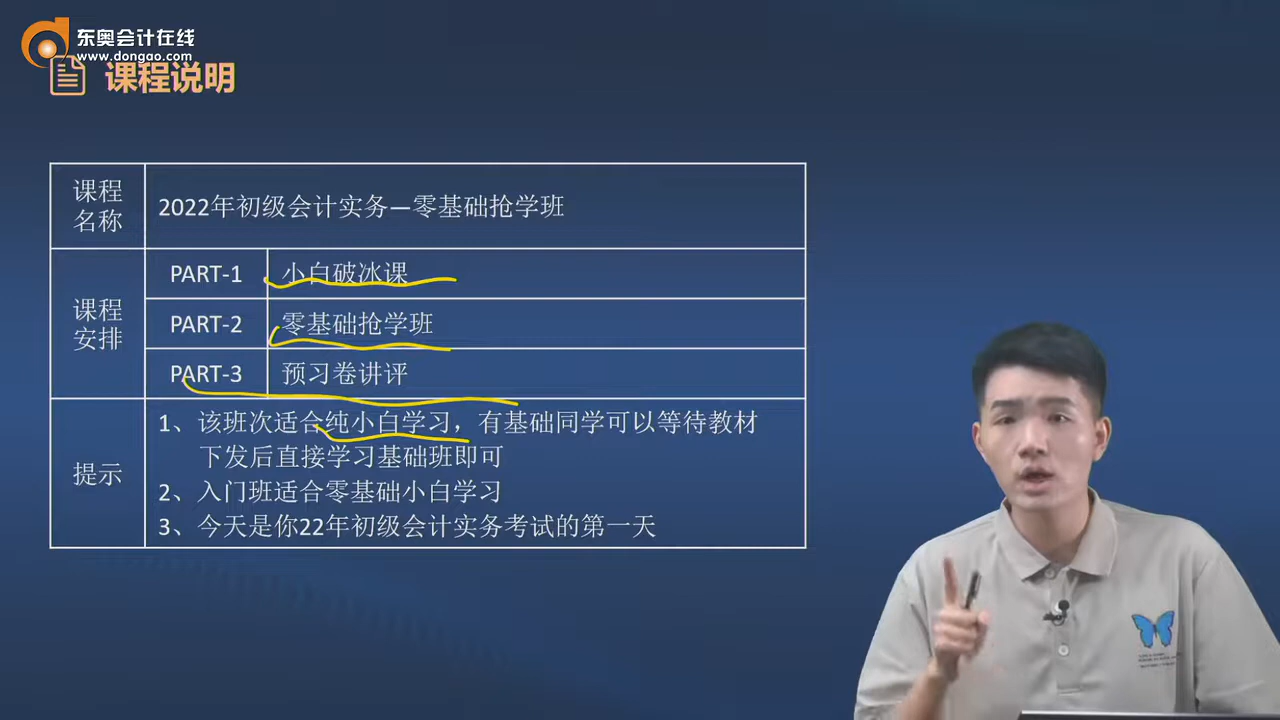 东奥会计在线
www.dongao.com
课程说明
课程
名称
2022年初级会计实务—零基础抢学班
课程
安排
PART-1
小白破冰课
PART-2
零基础抢学班
PART-3
预习卷讲评
提示
1、该班次适合纯小白学习，有基础同学可以等待教材
下发后直接学习基础班即可
2、入门班适合零基础小白学习
3、今天是你22年初级会计实务考试的第一天